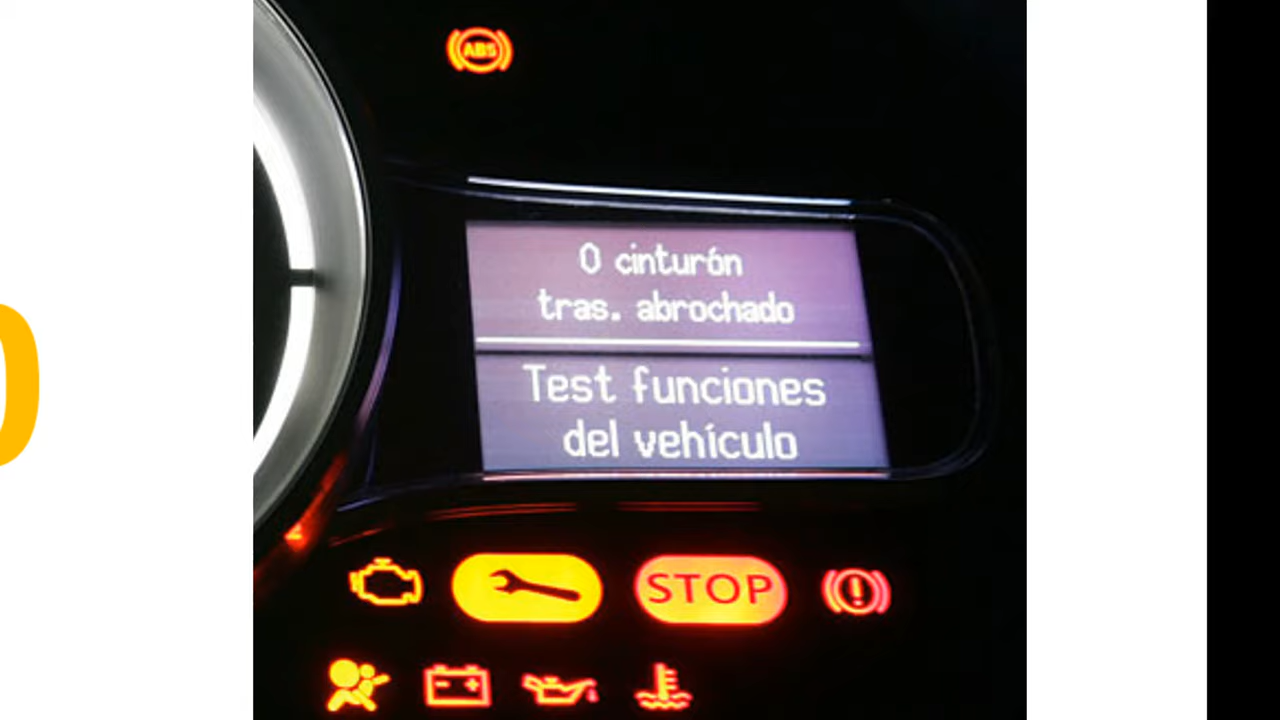 ABS
0 cinturón
tras. abrochado
Test funciones
del vehículo
STOP